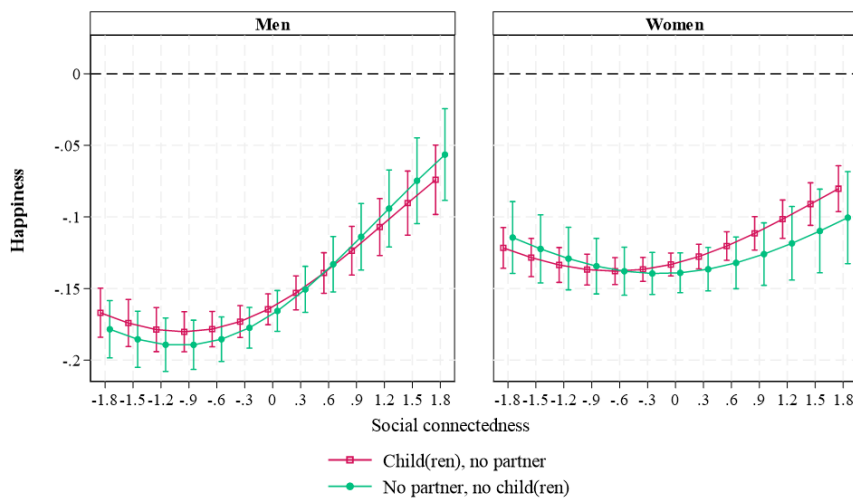 Men
Women
Happiness
0
-.05
-.1
-.15
-.2
-1.8 -1.5 -1.2 -.9 -.6 -.3 0 .3 .6 .9 1.2 1.5 1.8
-1.8 -1.5 -1.2 -.9 -.6 -.3 0 .3 .6 .9 1.2 1.5 1.8
Social connectedness
Child(ren), no partner
No partner, no child(ren)